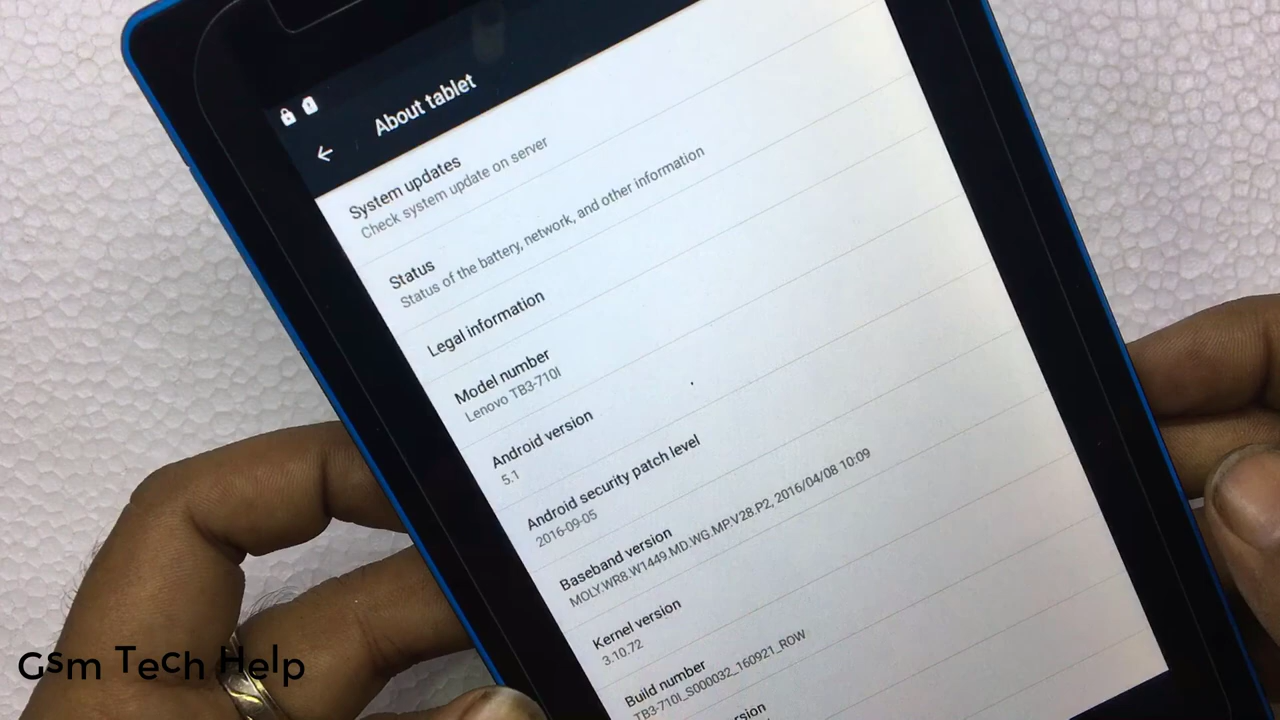 About tablet
System updates
Check system update on server
Status
Status of the battery, network, and other information
Legal information
Model number
Lenovo TB3-710I
Android version
5.1
Android security patch level
2016-09-05
Baseband version
MOLY.WR8.W1449.MD.WG.MP.V28.P2, 2016/04/08 10:09
Kernel version
3.10.72
Build number
TB3-710I_S000032_160921_ROW
Gsm Tech Help